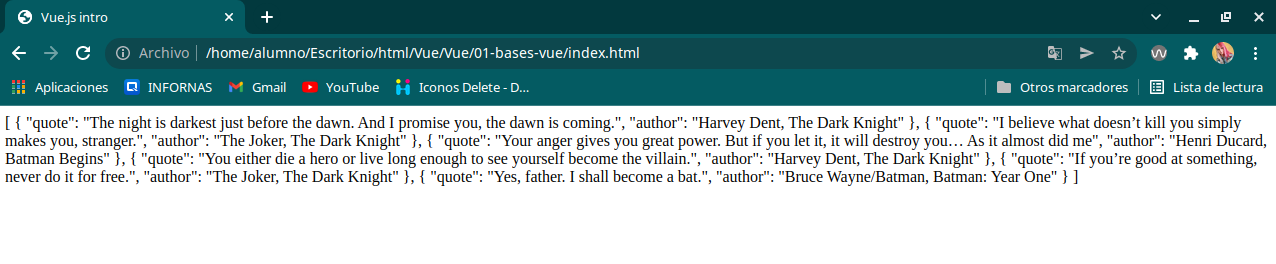 Vue.js intro
Archivo /home/alumno/Escritorio/html/Vue/Vue/01-bases-vue/index.html
Aplicaciones INFORNAS Gmail YouTube Iconos Delete - D... Otros marcadores Lista de lectura
[ { "quote": "The night is darkest just before the dawn. And I promise you, the dawn is coming.", "author": "Harvey Dent, The Dark Knight" }, { "quote": "I believe what doesn’t kill you simply
makes you, stranger.", "author": "The Joker, The Dark Knight" }, { "quote": "Your anger gives you great power. But if you let it, it will destroy you… As it almost did me", "author": "Henri Ducard,
Batman Begins" }, { "quote": "You either die a hero or live long enough to see yourself become the villain.", "author": "Harvey Dent, The Dark Knight" }, { "quote": "If you’re good at something,
never do it for free.", "author": "The Joker, The Dark Knight" }, { "quote": "Yes, father. I shall become a bat.", "author": "Bruce Wayne/Batman, Batman: Year One" } ]